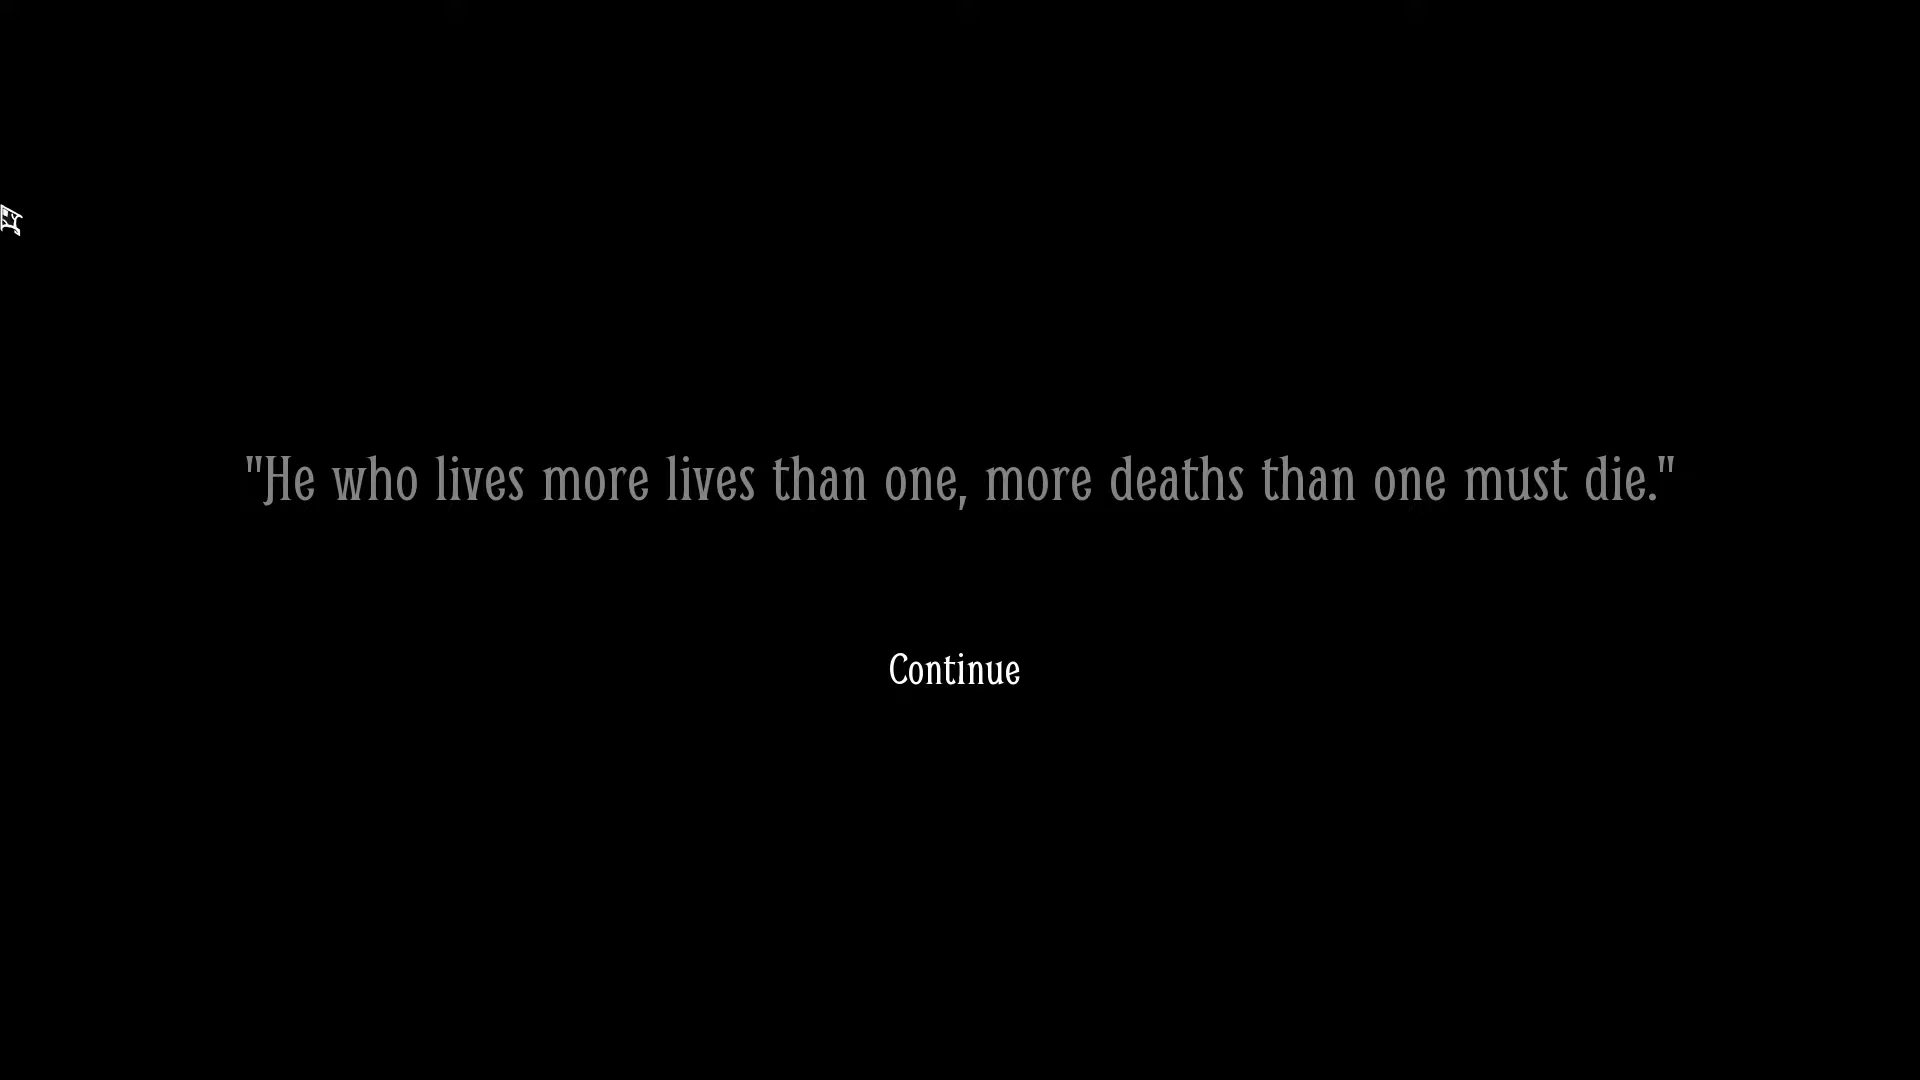 "He who lives more lives than one, more deaths than one must die."
Continue